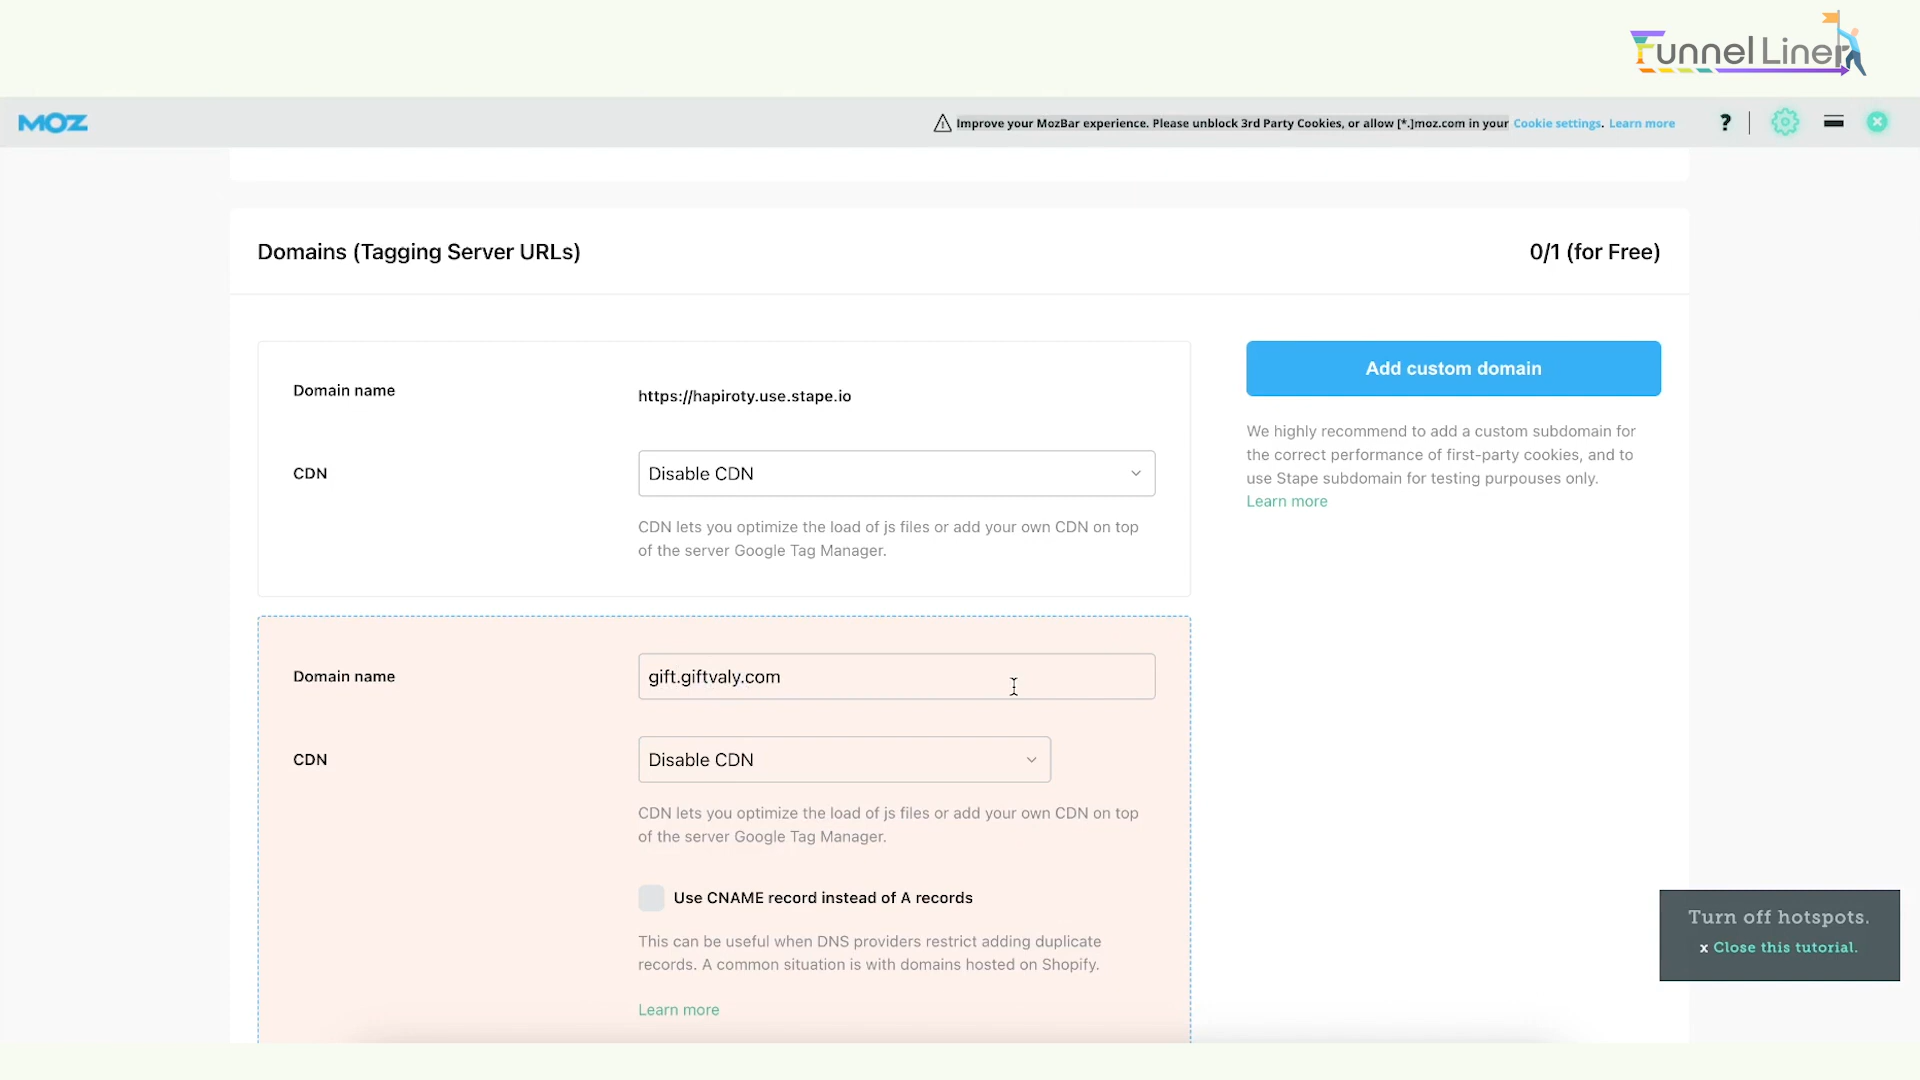 Funnel Liner
MOZ
Improve your MozBar experience. Please unblock 3rd Party Cookies, or allow [*.]moz.com in your Cookie settings. Learn more
?
Domains (Tagging Server URLs)
0/1 (for Free)
Domain name
https://hapiroty.use.stape.io
Add custom domain
We highly recommend to add a custom subdomain for
the correct performance of first-party cookies, and to
use Stape subdomain for testing purpouses only.
Learn more
CDN
Disable CDN
CDN lets you optimize the load of js files or add your own CDN on top
of the server Google Tag Manager.
Domain name
gift.giftvaly.com
CDN
Disable CDN
CDN lets you optimize the load of js files or add your own CDN on top
of the server Google Tag Manager.
Use CNAME record instead of A records
This can be useful when DNS providers restrict adding duplicate
records. A common situation is with domains hosted on Shopify.
Learn more
Turn off hotspots.
x Close this tutorial.